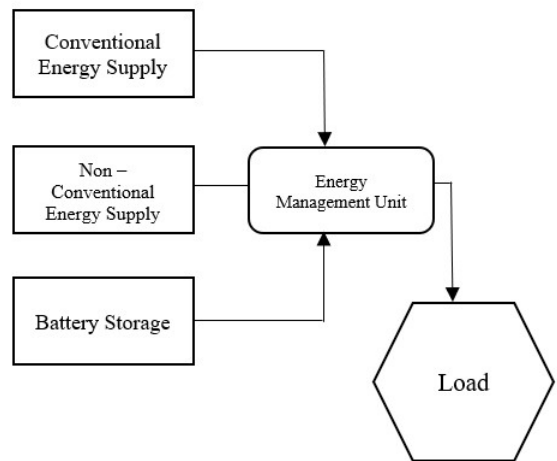 Conventional
Energy Supply
Non –
Conventional
Energy Supply
Energy
Management Unit
Battery Storage
Load